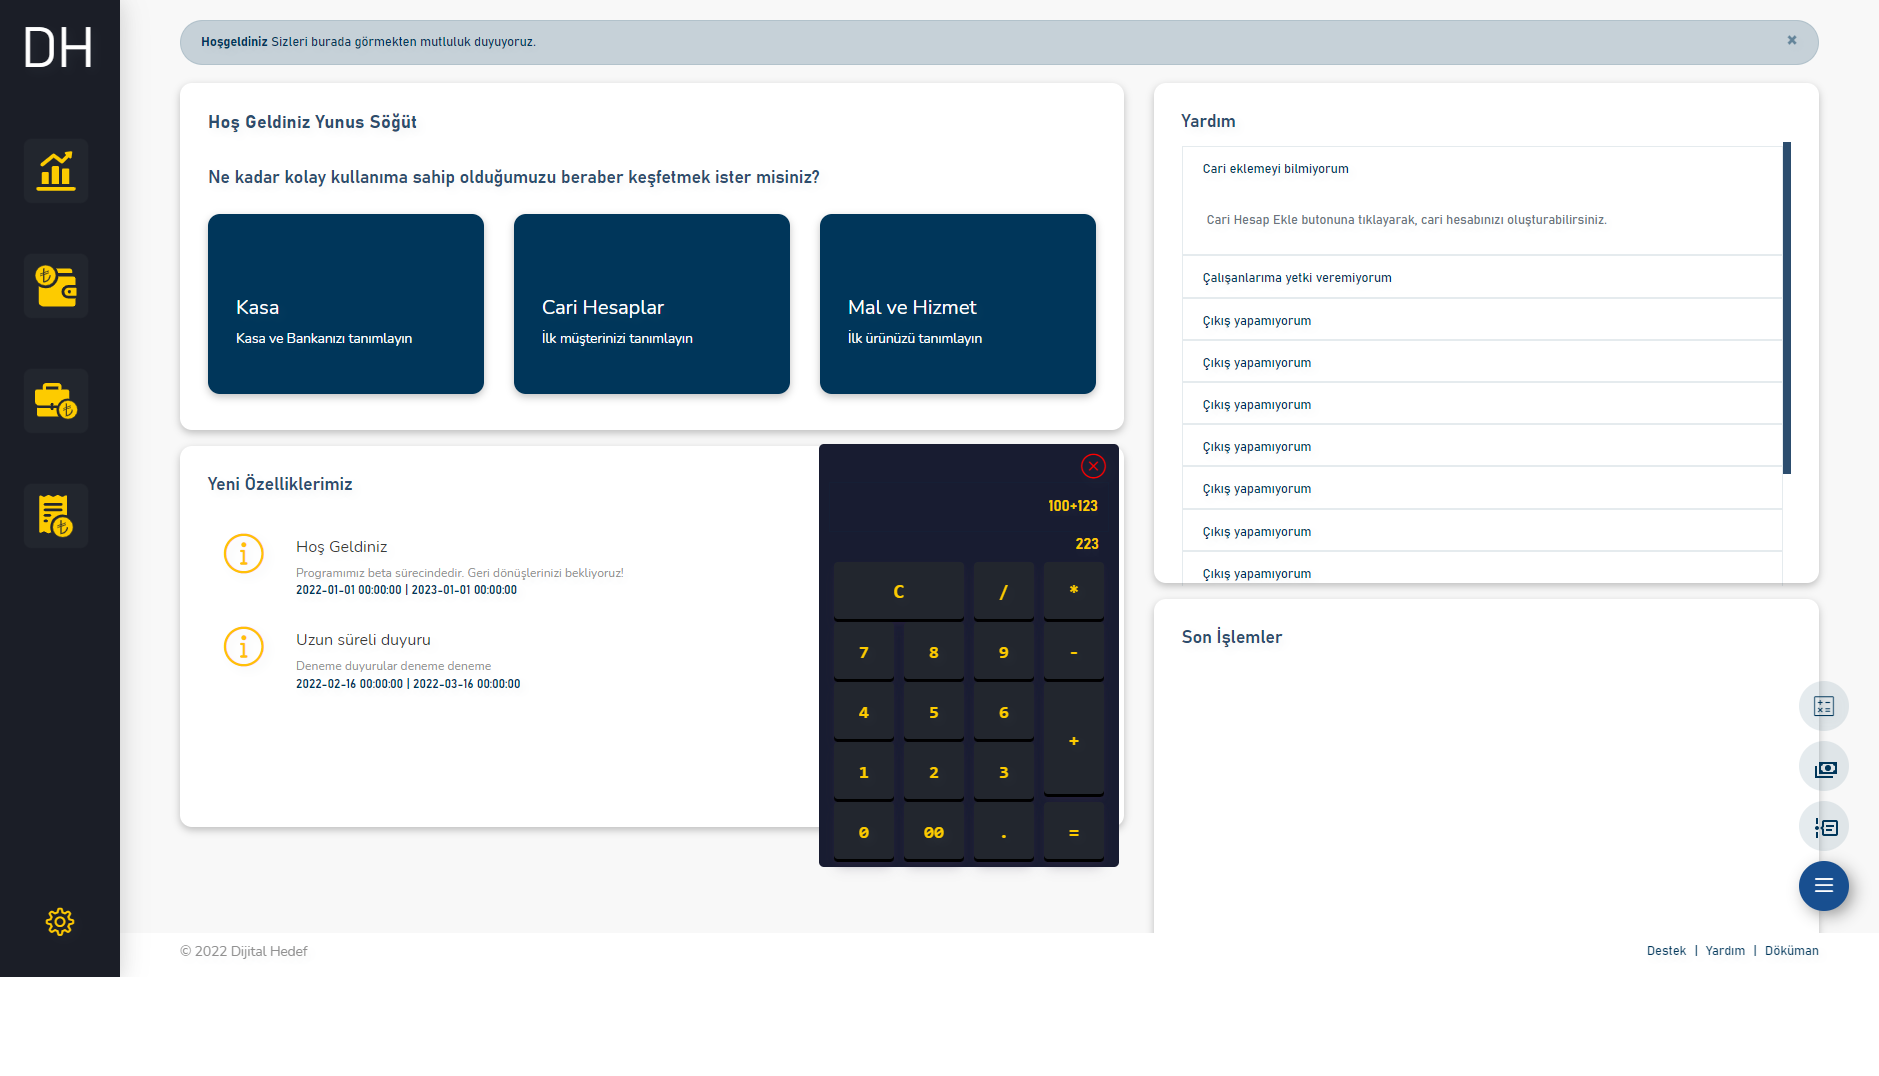 DH
Hoşgeldiniz Sizleri burada görmekten mutluluk duyuyoruz.
Hoş Geldiniz Yunus Söğüt
Ne kadar kolay kullanıma sahip olduğumuzu beraber keşfetmek ister misiniz?
Kasa
Kasa ve Bankanızı tanımlayın
Cari Hesaplar
İlk müşterinizi tanımlayın
Mal ve Hizmet
İlk ürünüzü tanımlayın
Yardım
Cari eklemeyi bilmiyorum
Cari Hesap Ekle butonuna tıklayarak, cari hesabınızı oluşturabilirsiniz.
Çalışanlarıma yetki veremiyorum
Çıkış yapamıyorum
Çıkış yapamıyorum
Çıkış yapamıyorum
Çıkış yapamıyorum
Çıkış yapamıyorum
Çıkış yapamıyorum
Çıkış yapamıyorum
Yeni Özelliklerimiz
Hoş Geldiniz
Programımız beta sürecindedir. Geri dönüşlerinizi bekliyoruz!
2022-01-01 00:00:00 | 2023-01-01 00:00:00
Uzun süreli duyuru
Deneme duyurular deneme deneme
2022-02-16 00:00:00 | 2022-03-16 00:00:00
100+123
223
C / *
7 8 9 -
4 5 6 +
1 2 3
0 00 . =
Son İşlemler
© 2022 Dijital Hedef
Destek | Yardım | Döküman